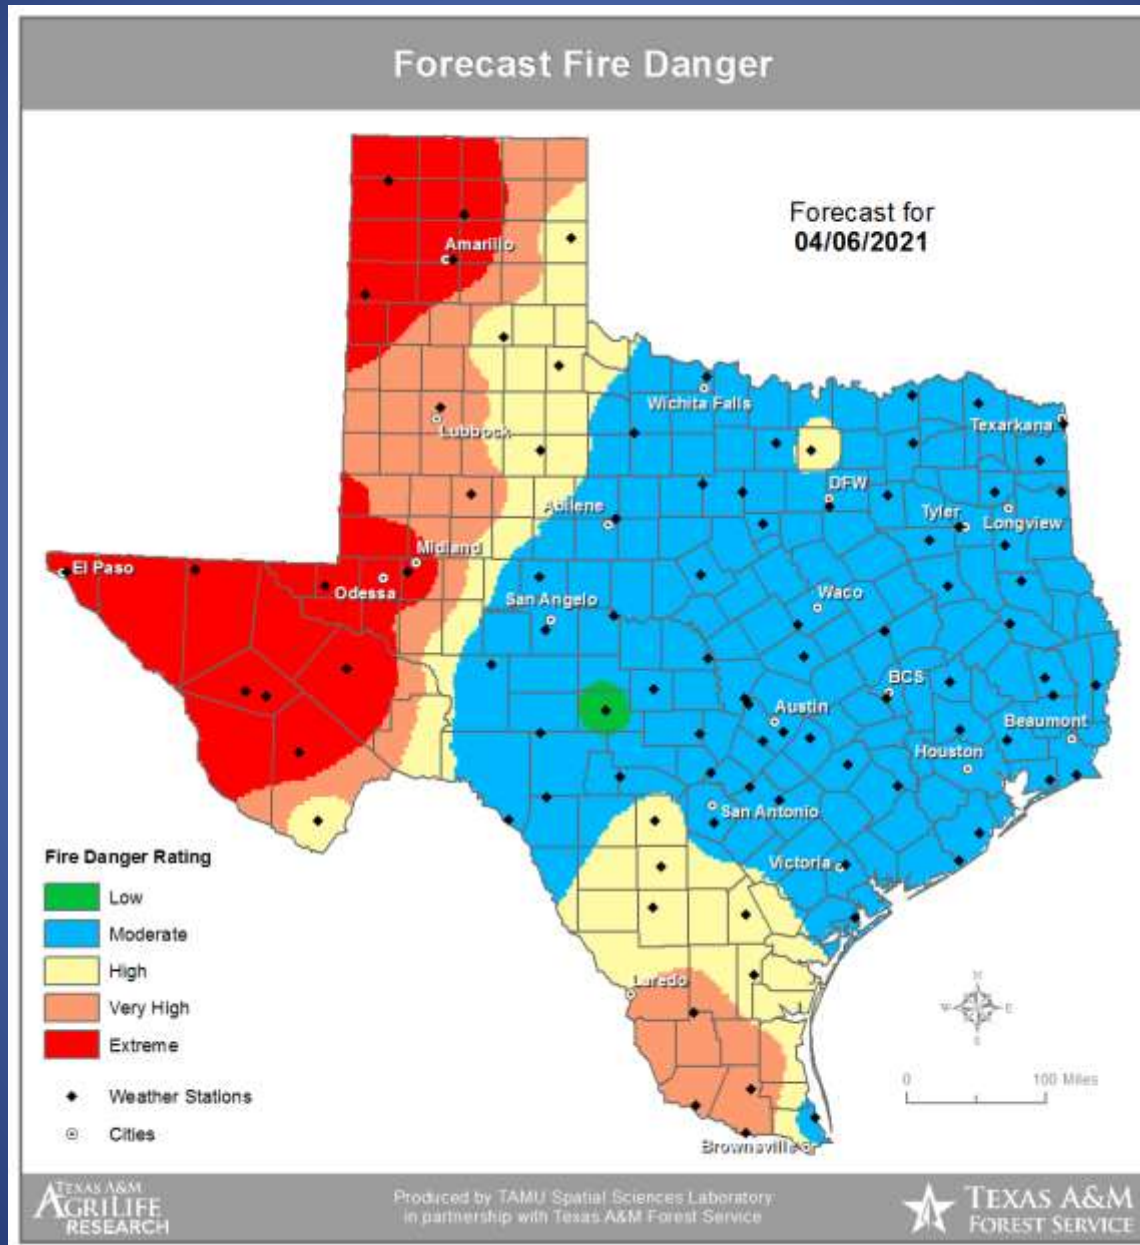 Forecast Fire Danger
Forecast for
04/06/2021
Amarillo
Wichita Falls
Lubbock
Texarkana
DFW
Abilene
Tyler
Longview
Midland
El Paso
Odessa
San Angelo
Waco
BCS
Austin
Beaumont
Houston
San Antonio
Victoria
Laredo
Brownsville
Fire Danger Rating
Low
Moderate
High
Very High
Extreme
Weather Stations
Cities
N
W
E
S
0
100 Miles
TEXAS A&M
AGRILIFE
RESEARCH
Produced by TAMU Spatial Sciences Laboratory
in partnership with Texas A&M Forest Service
TEXAS A&M
FOREST SERVICE